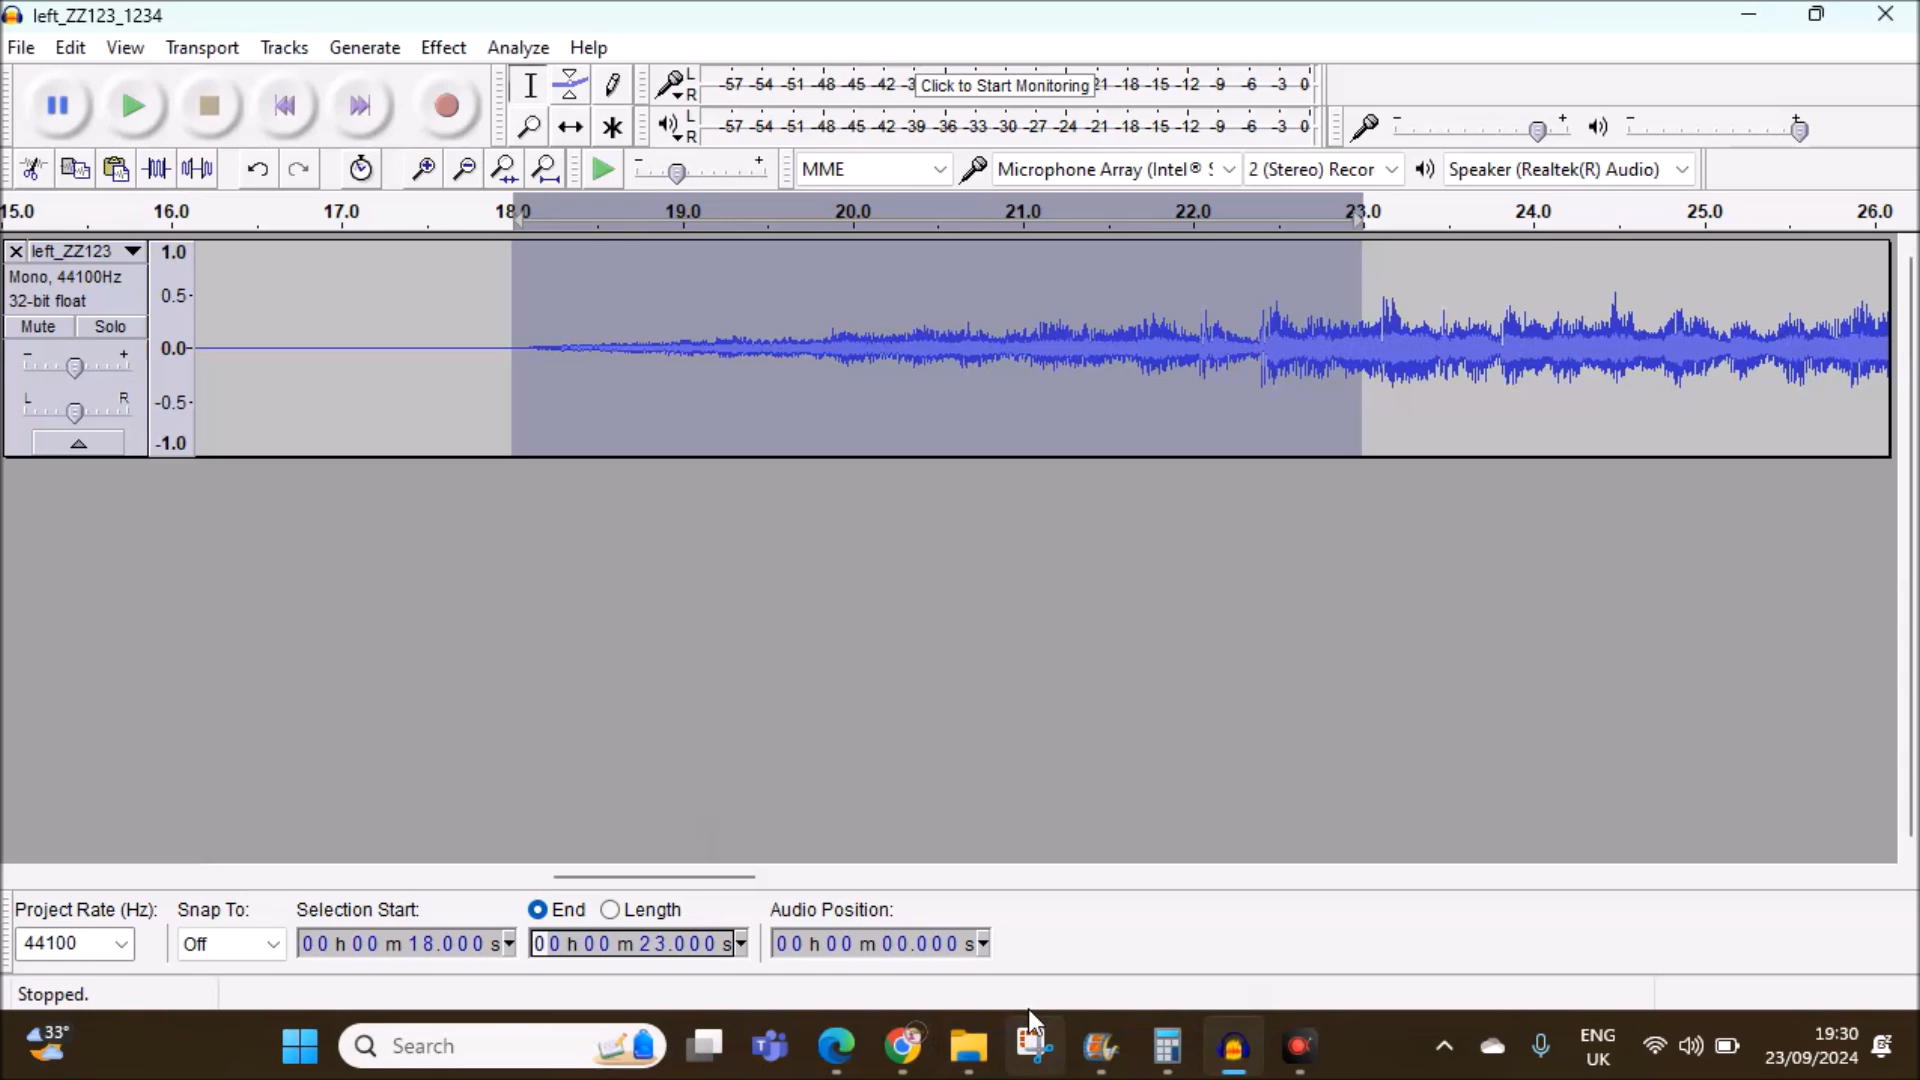 left_ZZ123_1234
File Edit View Transport Tracks Generate Effect Analyze Help
L
R
-57 -54 -51 -48 -45 -42 -3 Click to Start Monitoring 21 -18 -15 -12 -9 -6 -3 0
L
R
-57 -54 -51 -48 -45 -42 -39 -36 -33 -30 -27 -24 -21 -18 -15 -12 -9 -6 -3 0
MME Microphone Array (Intel® 2 (Stereo) Recor Speaker (Realtek(R) Audio)
15.0 16.0 17.0 18.0 19.0 20.0 21.0 22.0 23.0 24.0 25.0 26.0
left_ZZ123
Mono, 44100Hz
32-bit float
Mute Solo
L R
1.0
0.5
0.0
-0.5
-1.0
Project Rate (Hz): Snap To: Selection Start: End Length Audio Position:
44100 Off 00 h 00 m 18.000 s 00 h 00 m 23.000 s 00 h 00 m 00.000 s
Stopped.
33°
Search
ENG
UK
19:30
23/09/2024